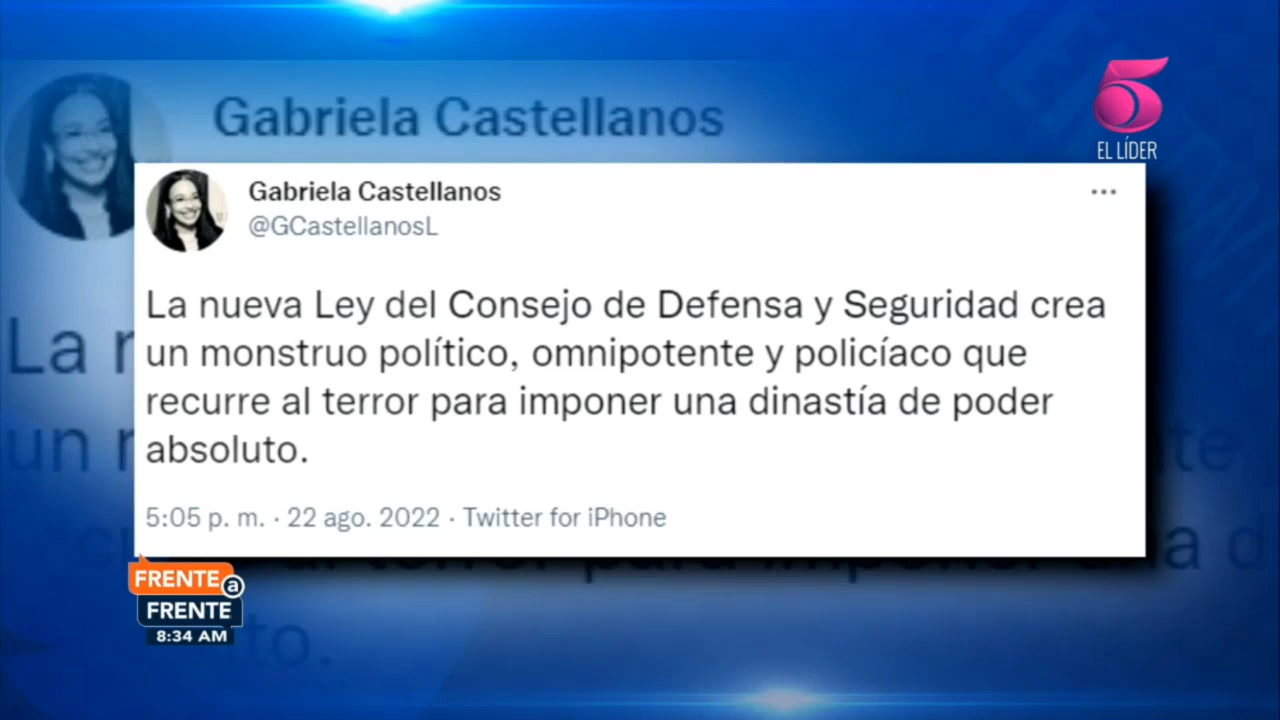 Gabriela Castellanos
5
EL LÍDER
Gabriela Castellanos
@GCastellanosL
La nueva Ley del Consejo de Defensa y Seguridad crea
un monstruo político, omnipotente y policíaco que
recurre al terror para imponer una dinastía de poder
absoluto.
5:05 p. m. · 22 ago. 2022 · Twitter for iPhone
FRENTE a
FRENTE
8:34 AM